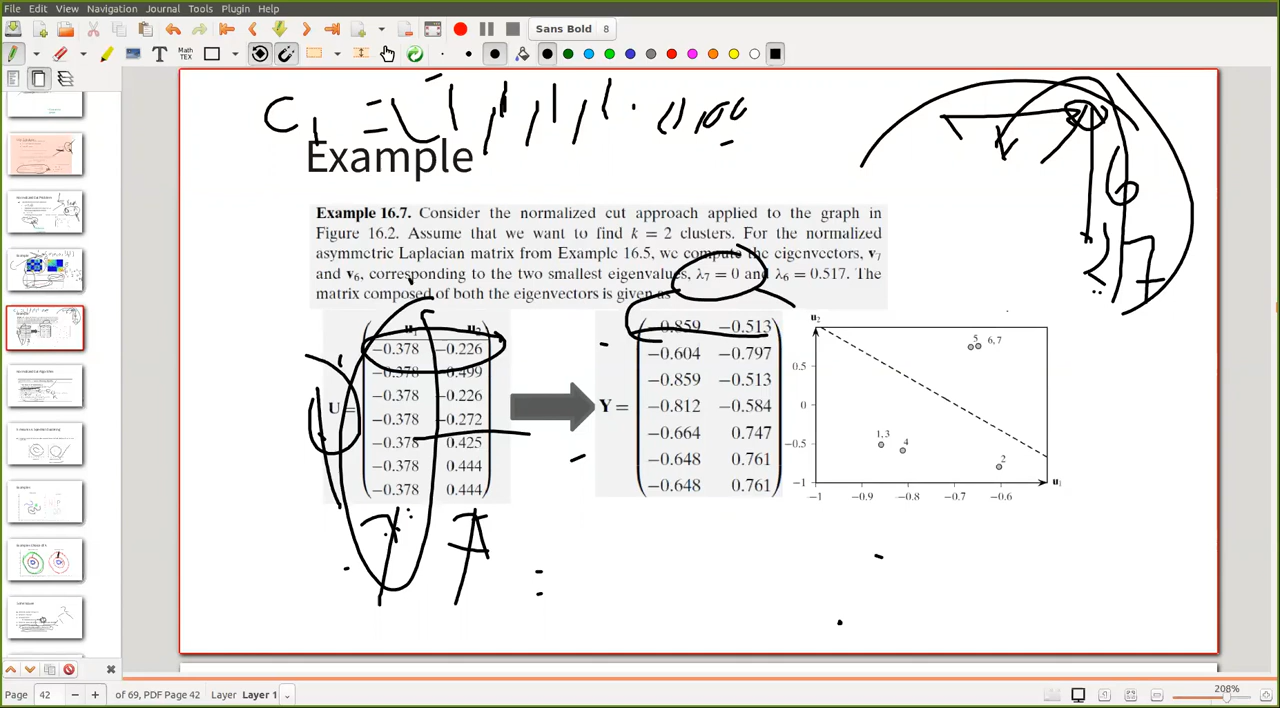 File Edit View Navigation Journal Tools Plugin Help
Sans Bold 8
T MATH TEX
C1 = 
Example
Example 16.7. Consider the normalized cut approach applied to the graph in
Figure 16.2. Assume that we want to find k = 2 clusters. For the normalized
asymmetric Laplacian matrix from Example 16.5, we compute the eigenvectors, v7
and v6, corresponding to the two smallest eigenvalues, λ7 = 0 and λ6 = 0.517. The
matrix composed of both the eigenvectors is given as
u1 u2
−0.378 −0.226
−0.378 0.499
−0.378 −0.226
U = −0.378 −0.272
−0.378 0.425
−0.378 0.444
−0.378 0.444
−0.859 −0.513
−0.604 −0.797
−0.859 −0.513
Y = −0.812 −0.584
−0.664 0.747
−0.648 0.761
−0.648 0.761
u2
5 6,7
0.5
0
1,3
4
−0.5
2
−1
u1
−1 −0.9 −0.8 −0.7 −0.6
Page 42 of 69, PDF Page 42 Layer Layer 1
208%